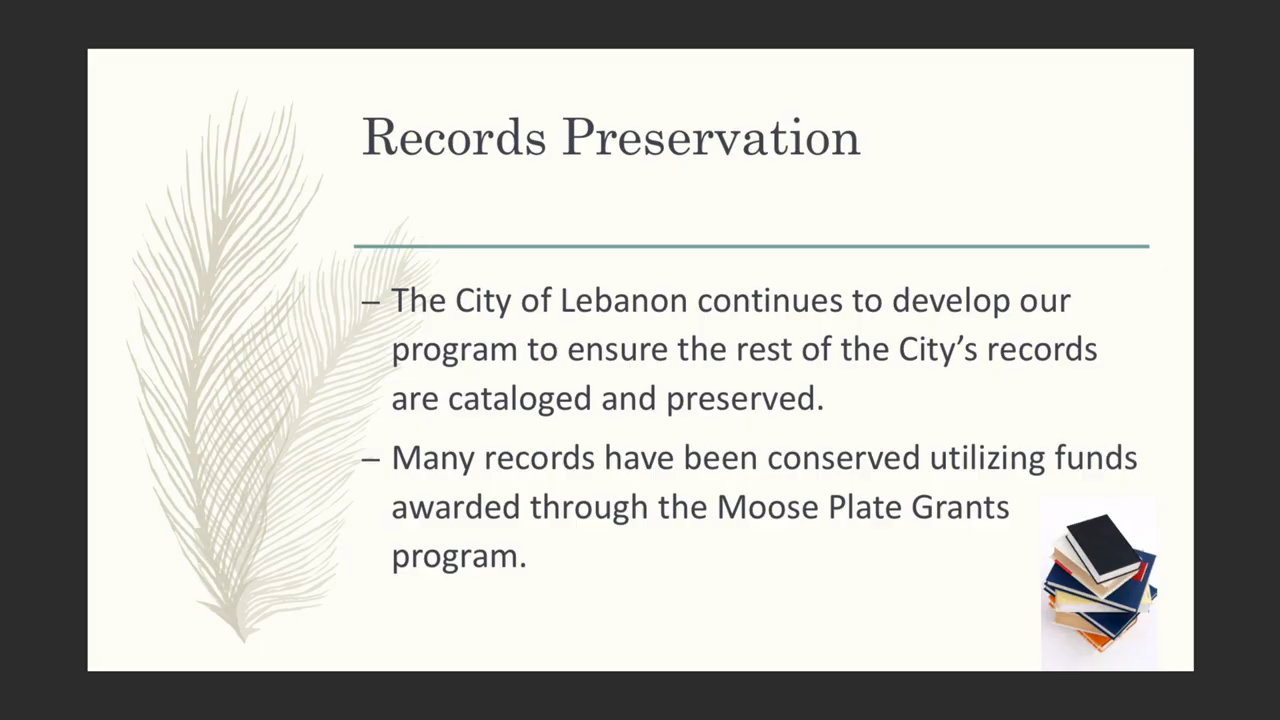 Records Preservation
– The City of Lebanon continues to develop our
program to ensure the rest of the City’s records
are cataloged and preserved.
– Many records have been conserved utilizing funds
awarded through the Moose Plate Grants
program.